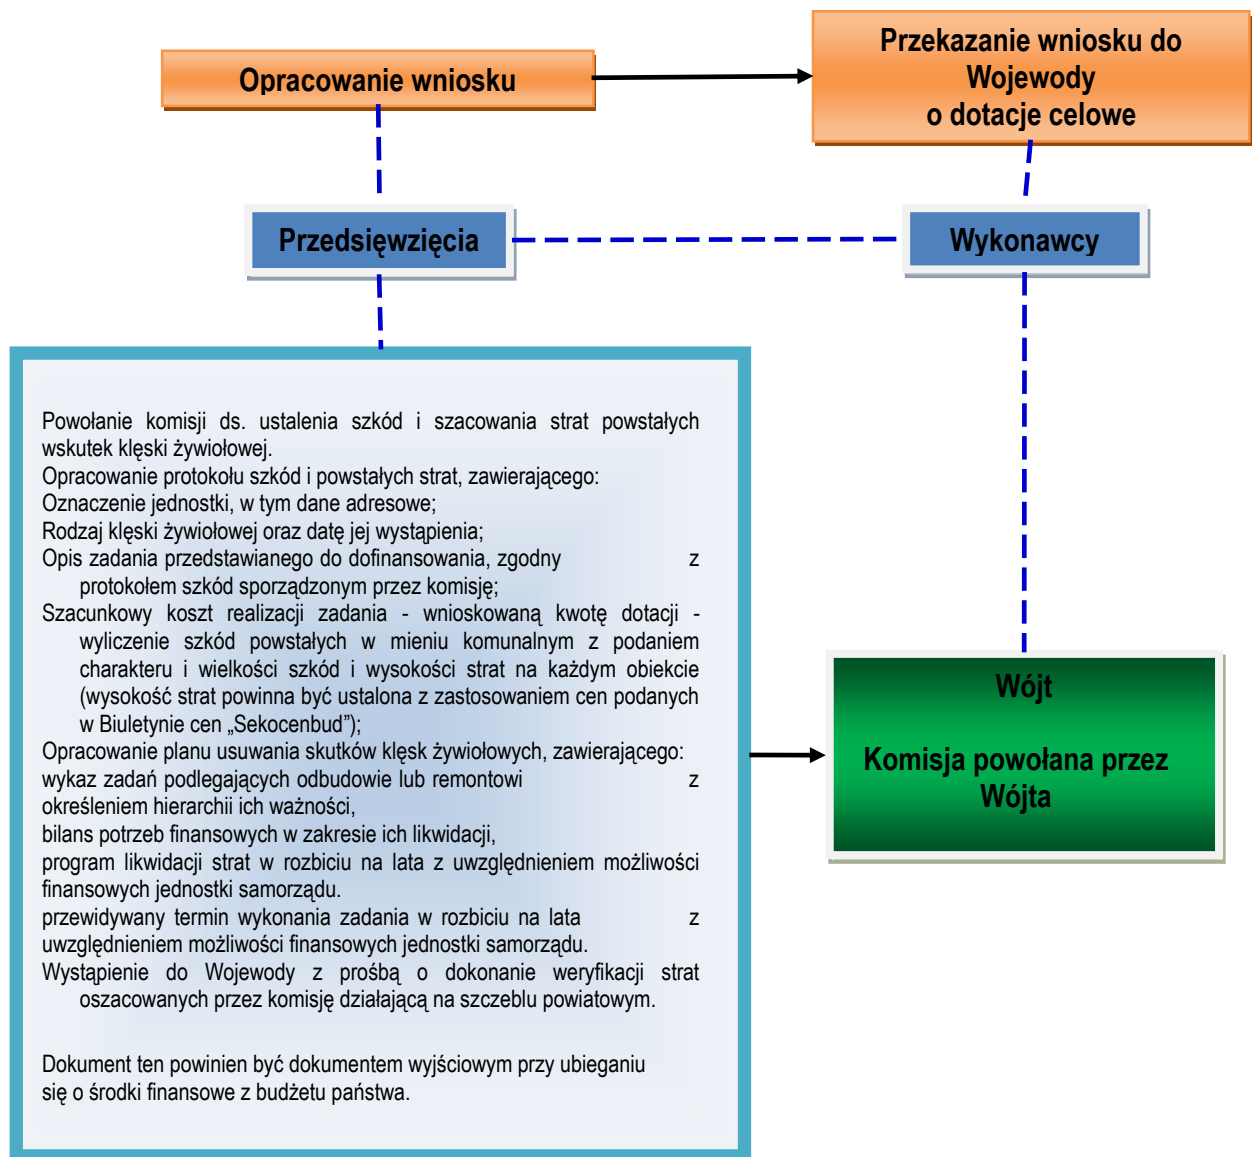 Opracowanie wniosku
Przekazanie wniosku do
Wojewody
o dotacje celowe
Przedsięwzięcia
Wykonawcy
Powołanie komisji ds. ustalenia szkód i szacowania strat powstałych
wskutek klęski żywiołowej.
Opracowanie protokołu szkód i powstałych strat, zawierającego:
Oznaczenie jednostki, w tym dane adresowe;
Rodzaj klęski żywiołowej oraz datę jej wystąpienia;
Opis zadania przedstawianego do dofinansowania, zgodny z
protokołem szkód sporządzonym przez komisję;
Szacunkowy koszt realizacji zadania - wnioskowaną kwotę dotacji -
wyliczenie szkód powstałych w mieniu komunalnym z podaniem
charakteru i wielkości szkód i wysokości strat na każdym obiekcie
(wysokość strat powinna być ustalona z zastosowaniem cen podanych
w Biuletynie cen „Sekocenbud”);
Opracowanie planu usuwania skutków klęsk żywiołowych, zawierającego:
wykaz zadań podlegających odbudowie lub remontowi z
określeniem hierarchii ich ważności,
bilans potrzeb finansowych w zakresie ich likwidacji,
program likwidacji strat w rozbiciu na lata z uwzględnieniem możliwości
finansowych jednostki samorządu.
przewidywany termin wykonania zadania w rozbiciu na lata z
uwzględnieniem możliwości finansowych jednostki samorządu.
Wystąpienie do Wojewody z prośbą o dokonanie weryfikacji strat
oszacowanych przez komisję działającą na szczeblu powiatowym.
Dokument ten powinien być dokumentem wyjściowym przy ubieganiu
się o środki finansowe z budżetu państwa.
Wójt
Komisja powołana przez
Wójta